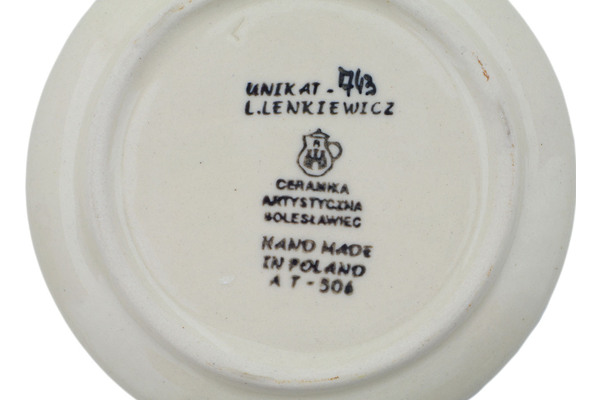 UNIKAT - 743
L.LENKIEWICZ
CERAMIKA
ARTYSTYCZNA
BOLESŁAWIEC
HAND MADE
IN POLAND
A T - 506